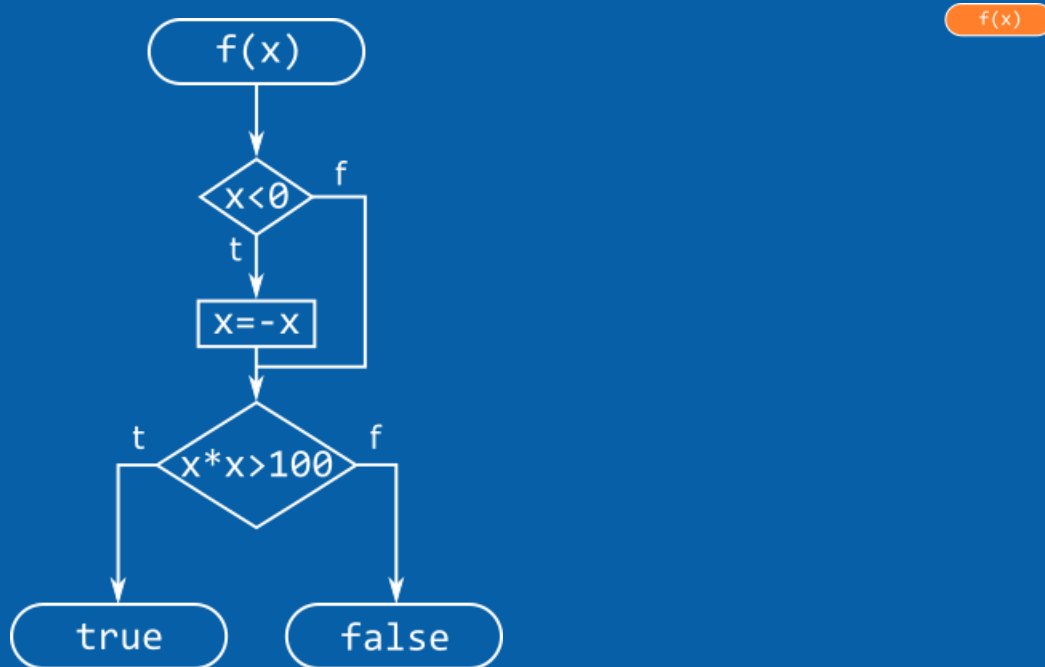 f(x)
f(x)
x<0
f
t
x=-x
t
f
x*x>100
true
false